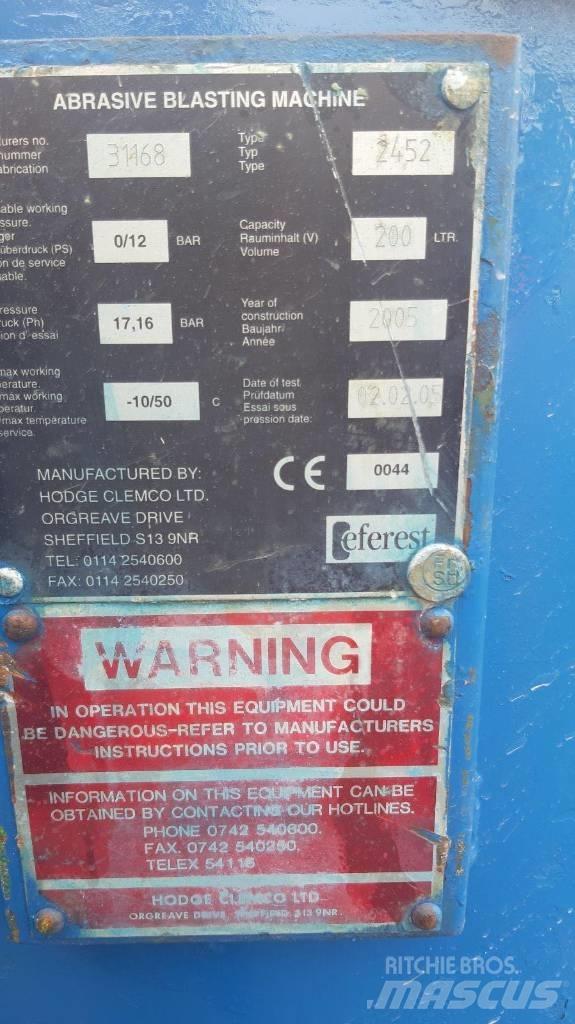 ABRASIVE BLASTING MACHINE
urers no.
nummer
abrication
31168
Type
Typ
Type
2452
able working
ssure.
ger
überdruck (PS)
on de service
sable.
0/12 BAR
Capacity
Rauminhalt (V)
Volume
200 LTR.
ressure
ruck (Ph)
ion d'essai
17,16 BAR
Year of
construction
Baujahr
Année
2005
max working
perature.
max working
peratur.
max temperature
service.
-10/50 C
Date of test
Prüfdatum
Essai sous
pression date:
02.02.05
MANUFACTURED BY:
HODGE CLEMCO LTD.
ORGREAVE DRIVE
SHEFFIELD S13 9NR
TEL: 0114 2540600
FAX: 0114 2540250
CE 0044
eferest
SH
WARNING
IN OPERATION THIS EQUIPMENT COULD
BE DANGEROUS-REFER TO MANUFACTURERS
INSTRUCTIONS PRIOR TO USE.
INFORMATION ON THIS EQUIPMENT CAN BE
OBTAINED BY CONTACTING OUR HOTLINES.
PHONE 0742 540600.
FAX. 0742 540250,
TELEX 54115
HODGE CLEMCO LTD
ORGREAVE DRIVE, SHEFFIELD S13 9NR.
RITCHIE BROS.
MASCUS